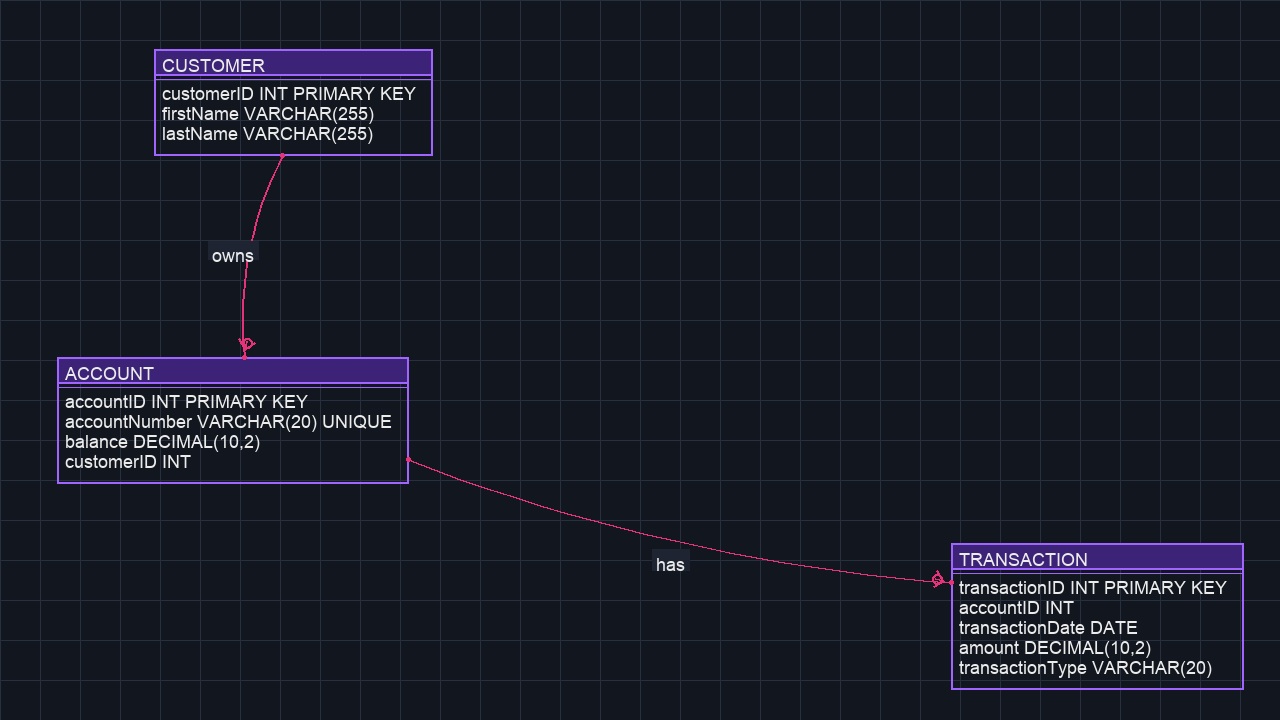 CUSTOMER
customerID INT PRIMARY KEY
firstName VARCHAR(255)
lastName VARCHAR(255)
owns
ACCOUNT
accountID INT PRIMARY KEY
accountNumber VARCHAR(20) UNIQUE
balance DECIMAL(10,2)
customerID INT
has
TRANSACTION
transactionID INT PRIMARY KEY
accountID INT
transactionDate DATE
amount DECIMAL(10,2)
transactionType VARCHAR(20)